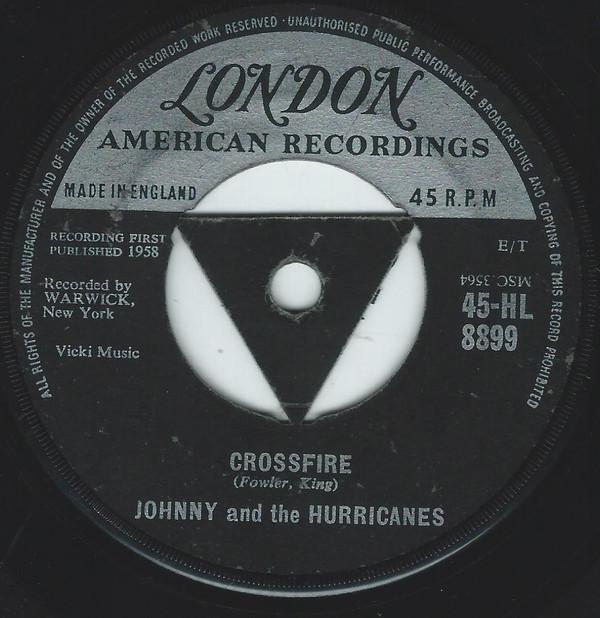 ALL RIGHTS OF THE MANUFACTURER AND OF THE OWNER OF THE RECORDED WORK RESERVED · UNAUTHORISED PUBLIC PERFORMANCE BROADCASTING AND COPYING OF THIS RECORD PROHIBITED
LONDON
AMERICAN RECORDINGS
MADE IN ENGLAND
45 R.P.M
RECORDING FIRST
PUBLISHED 1958
E/T
Recorded by
WARWICK,
New York
MSC.3564
45-HL
8899
Vicki Music
CROSSFIRE
(Fowler, King)
JOHNNY and the HURRICANES